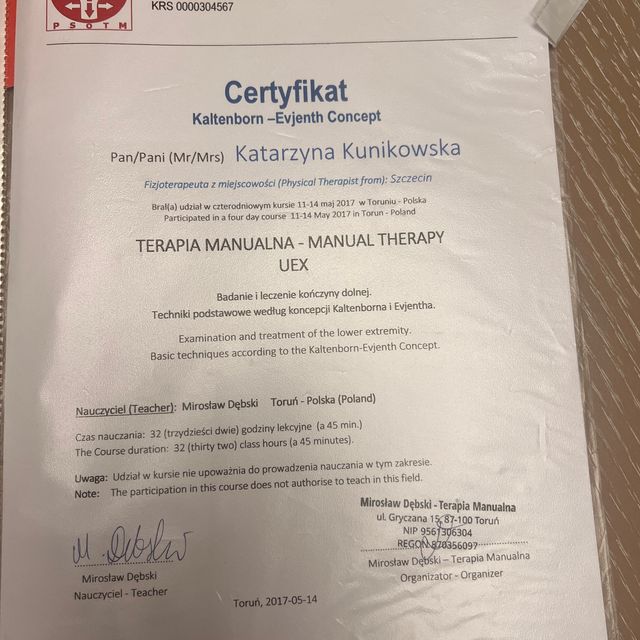 PSOTM
KRS 0000304567
Certyfikat
Kaltenborn –Evjenth Concept
Pan/Pani (Mr/Mrs) Katarzyna Kunikowska
Fizjoterapeuta z miejscowości (Physical Therapist from): Szczecin
Brał(a) udział w czterodniowym kursie 11-14 maj 2017 w Toruniu - Polska
Participated in a four day course 11-14 May 2017 in Torun - Poland
TERAPIA MANUALNA - MANUAL THERAPY
UEX
Badanie i leczenie kończyny dolnej.
Techniki podstawowe według koncepcji Kaltenborna i Evjentha.
Examination and treatment of the lower extremity.
Basic techniques according to the Kaltenborn-Evjenth Concept.
Nauczyciel (Teacher): Mirosław Dębski Toruń - Polska (Poland)
Czas nauczania: 32 (trzydzieści dwie) godziny lekcyjne (a 45 min.)
The Course duration: 32 (thirty two) class hours (a 45 minutes).
Uwaga: Udział w kursie nie upoważnia do prowadzenia nauczania w tym zakresie.
Note: The participation in this course does not authorise to teach in this field.
Mirosław Dębski - Terapia Manualna
ul. Gryczana 15, 87-100 Toruń
NIP 9561306304
REGON 870356097
M. Dębski
Mirosław Dębski
Nauczyciel - Teacher
Mirosław Dębski – Terapia Manualna
Organizator - Organizer
Toruń, 2017-05-14